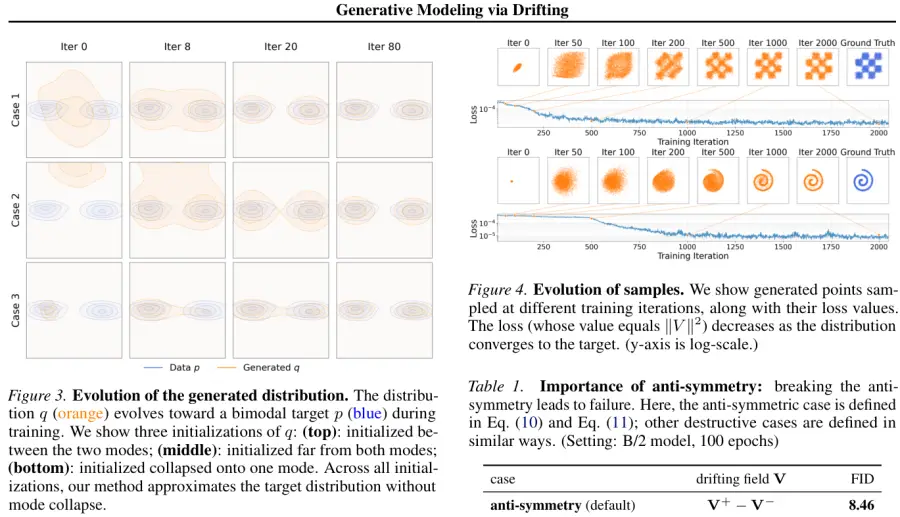 Generative Modeling via Drifting
Iter 0 Iter 8 Iter 20 Iter 80
Case 1
Case 2
Case 3
Data p Generated q
Figure 3. Evolution of the generated distribution. The distribu-
tion q (orange) evolves toward a bimodal target p (blue) during
training. We show three initializations of q: (top): initialized be-
tween the two modes; (middle): initialized far from both modes;
(bottom): initialized collapsed onto one mode. Across all initial-
izations, our method approximates the target distribution without
mode collapse.
Iter 0 Iter 50 Iter 100 Iter 200 Iter 500 Iter 1000 Iter 2000 Ground Truth
Loss
250 500 750 1000 1250 1500 1750 2000
Training Iteration
Iter 0 Iter 50 Iter 100 Iter 200 Iter 500 Iter 1000 Iter 2000 Ground Truth
Loss
10⁻⁴
10⁻⁵
250 500 750 1000 1250 1500 1750 2000
Training Iteration
Figure 4. Evolution of samples. We show generated points sam-
pled at different training iterations, along with their loss values.
The loss (whose value equals ∥V∥²) decreases as the distribution
converges to the target. (y-axis is log-scale.)
Table 1. Importance of anti-symmetry: breaking the anti-
symmetry leads to failure. Here, the anti-symmetric case is defined
in Eq. (10) and Eq. (11); other destructive cases are defined in
similar ways. (Setting: B/2 model, 100 epochs)
case drifting field V FID
anti-symmetry (default) V⁺ − V⁻ 8.46